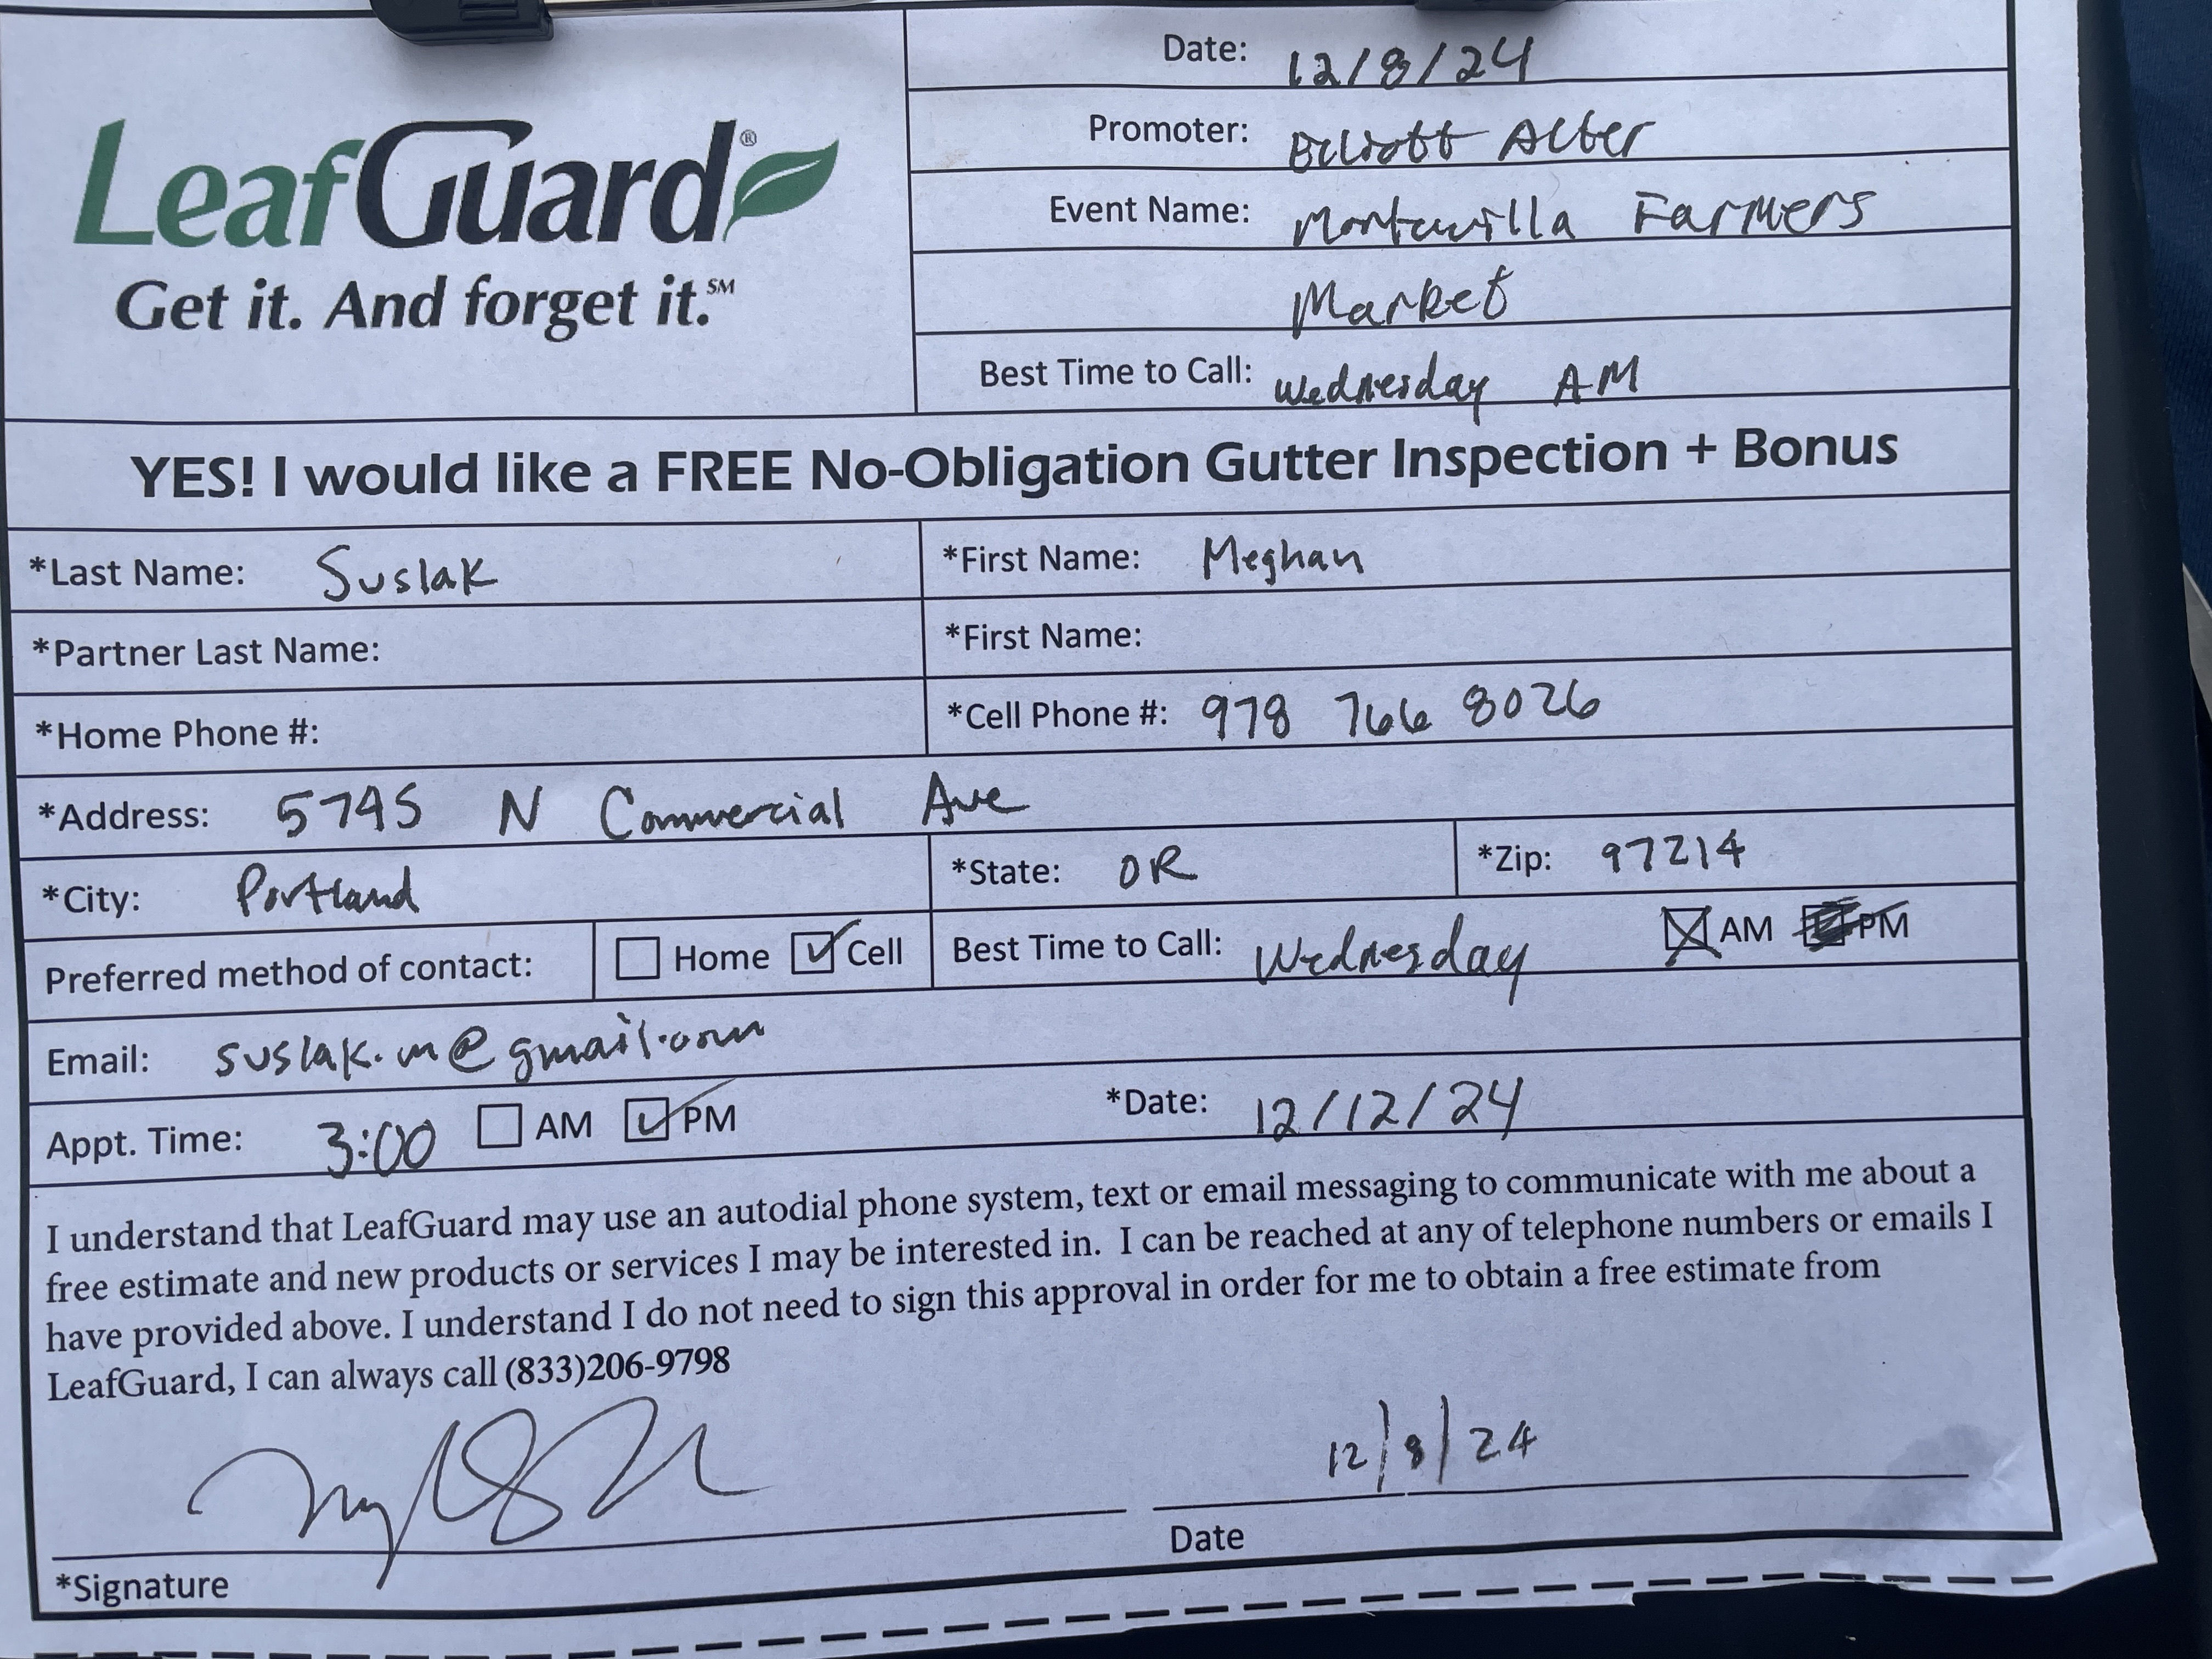 LeafGuard®
Get it. And forget it.℠
Date: 12/8/24
Promoter:
Event Name: Montavilla Farmers
Market
Best Time to Call: Wednesday AM
YES! I would like a FREE No-Obligation Gutter Inspection + Bonus
*Last Name: Suslak *First Name: Meghan
*Partner Last Name: *First Name:
*Home Phone #: *Cell Phone #: 978 766 8026
*Address: 5745 N Commercial Ave
*City: Portland *State: OR *Zip: 97214
Preferred method of contact: Home Cell Best Time to Call: Wednesday AM PM
Email: suslak.m@gmail.com
Appt. Time: 3:00 AM PM *Date: 12/12/24
I understand that LeafGuard may use an autodial phone system, text or email messaging to communicate with me about a
free estimate and new products or services I may be interested in. I can be reached at any of telephone numbers or emails I
have provided above. I understand I do not need to sign this approval in order for me to obtain a free estimate from
LeafGuard, I can always call (833)206-9798
12/8/24
*Signature Date